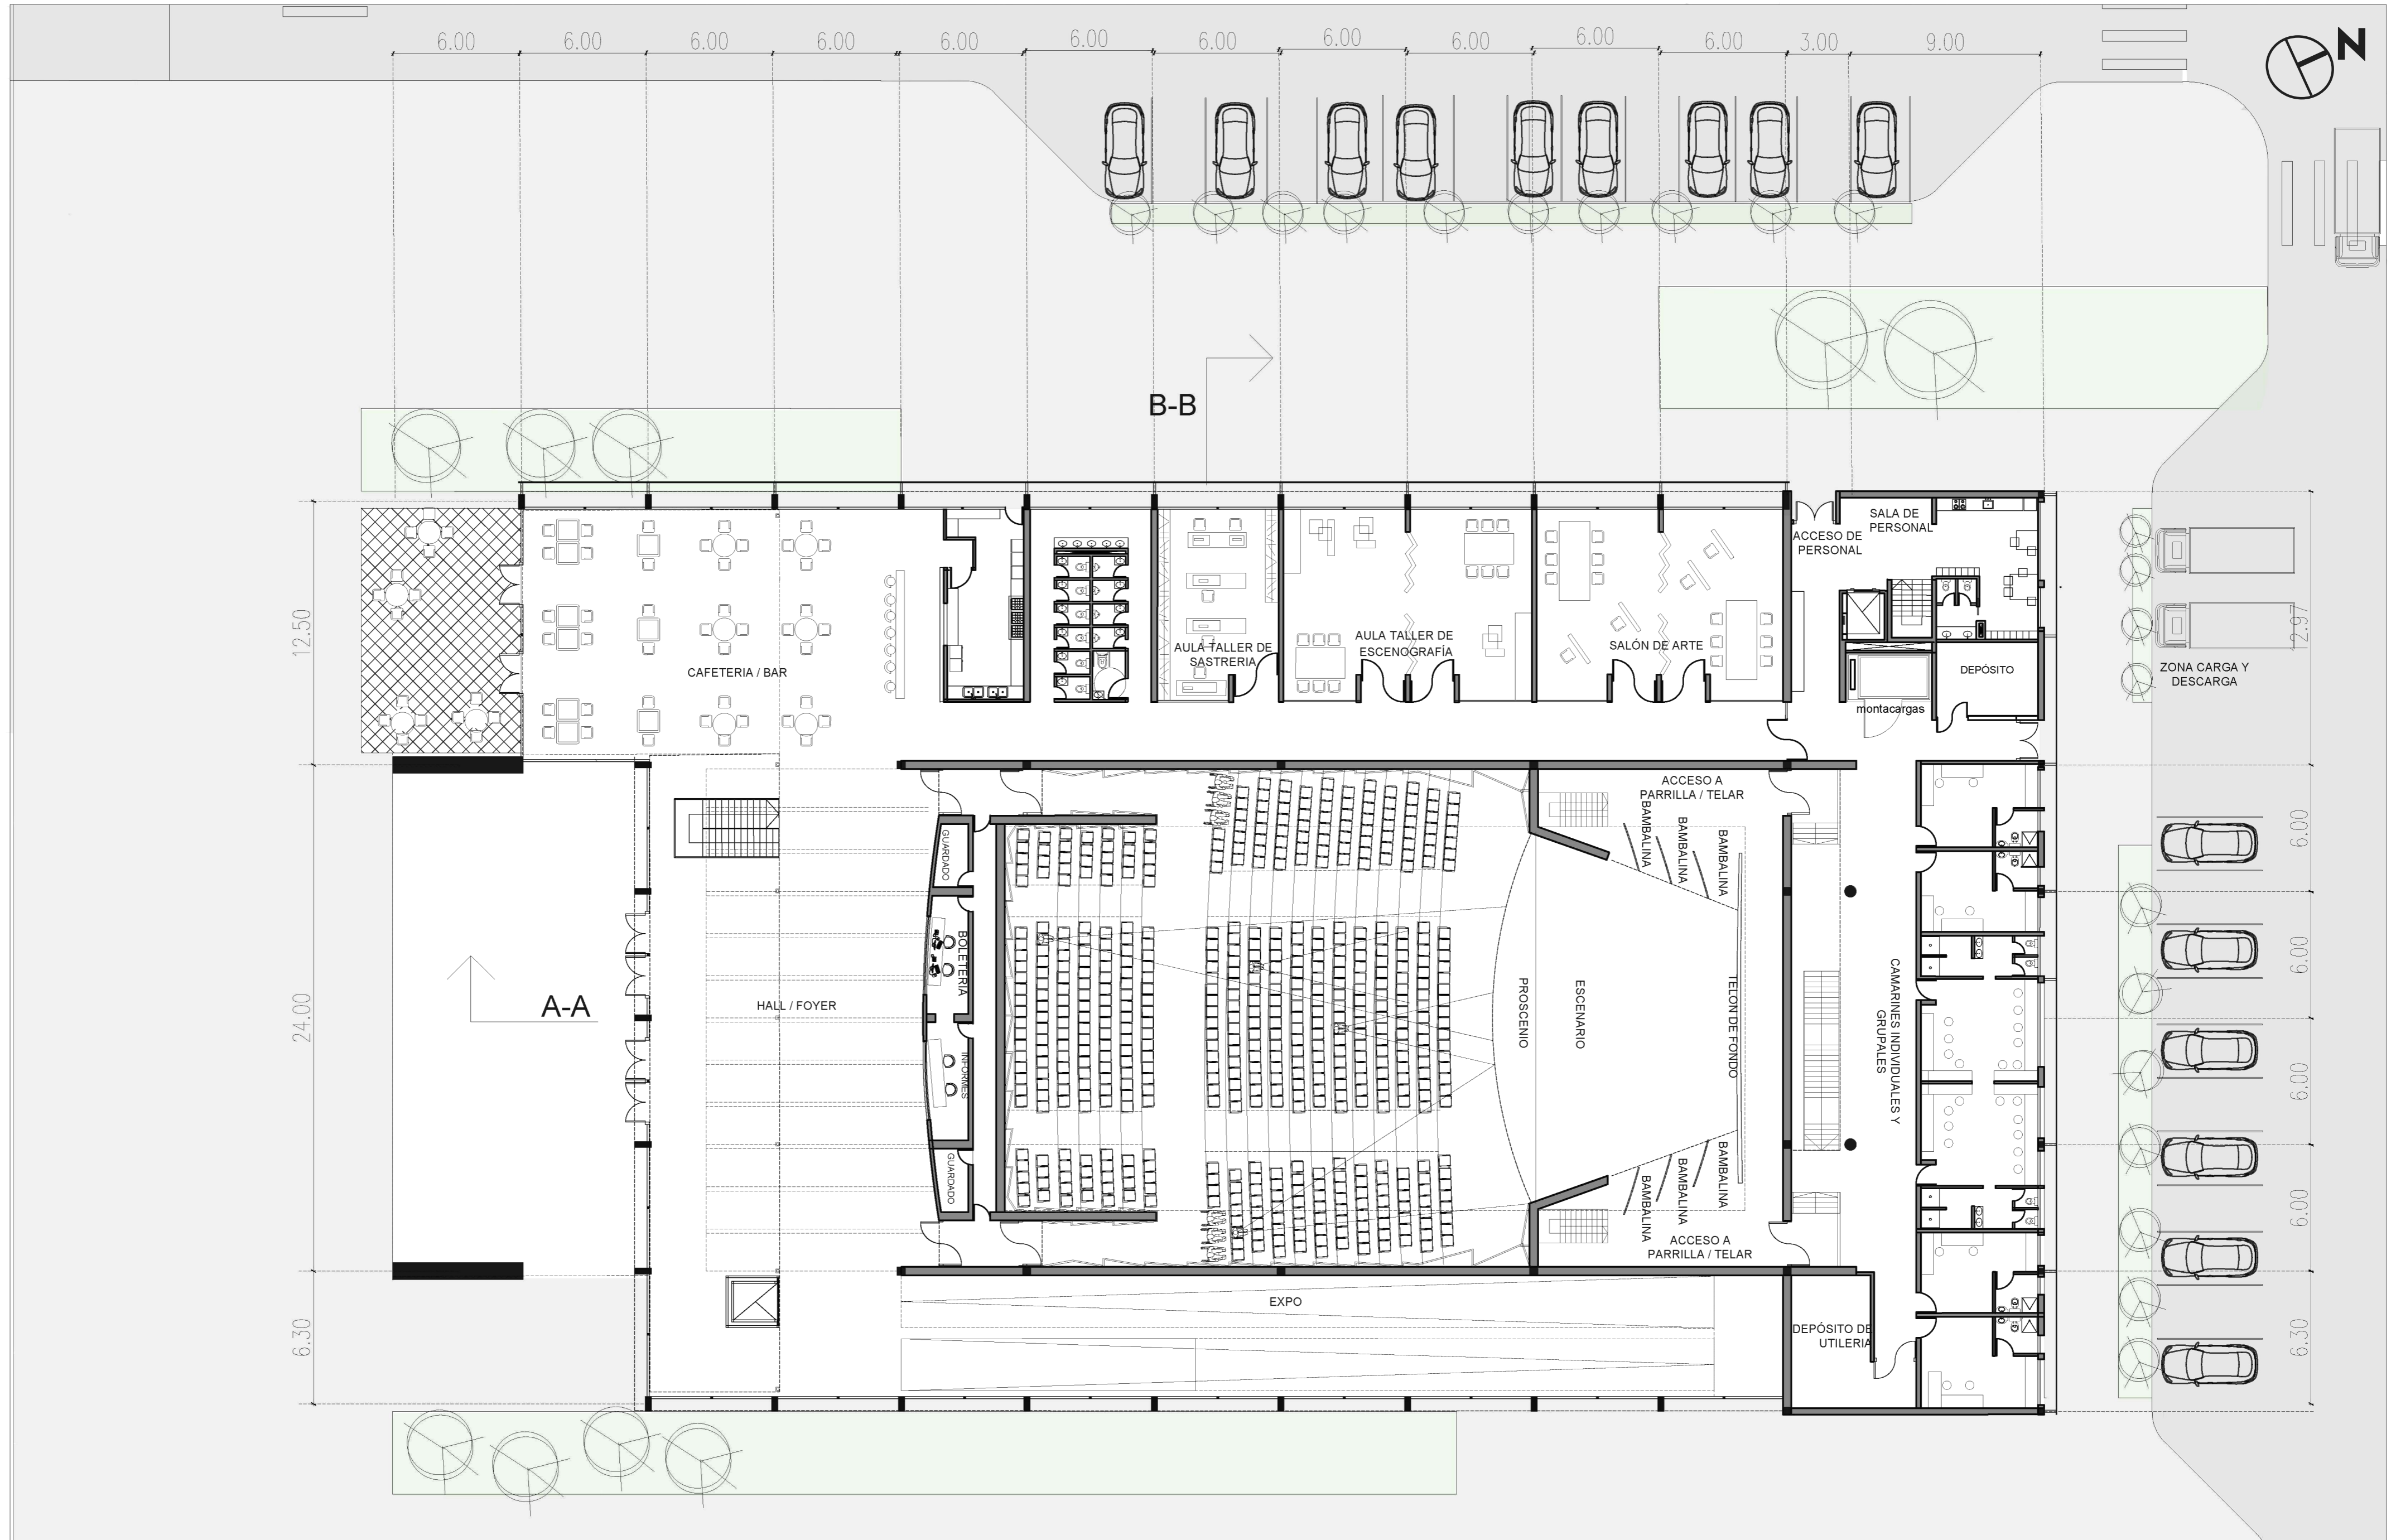 6.00
6.00
6.00
6.00
6.00
6.00
6.00
6.00
6.00
6.00
6.00
3.00
9.00
N
B-B
12.50
24.00
6.30
SALA DE
PERSONAL
ACCESO DE
PERSONAL
CAFETERIA / BAR
AULA TALLER DE
SASTRERIA
AULA TALLER DE
ESCENOGRAFÍA
SALÓN DE ARTE
DEPÓSITO
montacargas
ZONA CARGA Y
DESCARGA
12.97
GUARDADO
BOLETERIA
INFORMES
GUARDADO
HALL / FOYER
A-A
ACCESO A
PARRILLA / TELAR
BAMBALINA
BAMBALINA
BAMBALINA
PROSCENIO
ESCENARIO
TELON DE FONDO
BAMBALINA
BAMBALINA
BAMBALINA
ACCESO A
PARRILLA / TELAR
CAMARINES INDIVIDUALES Y
GRUPALES
EXPO
DEPÓSITO DE
UTILERIA
6.00
6.00
6.00
6.00
6.30